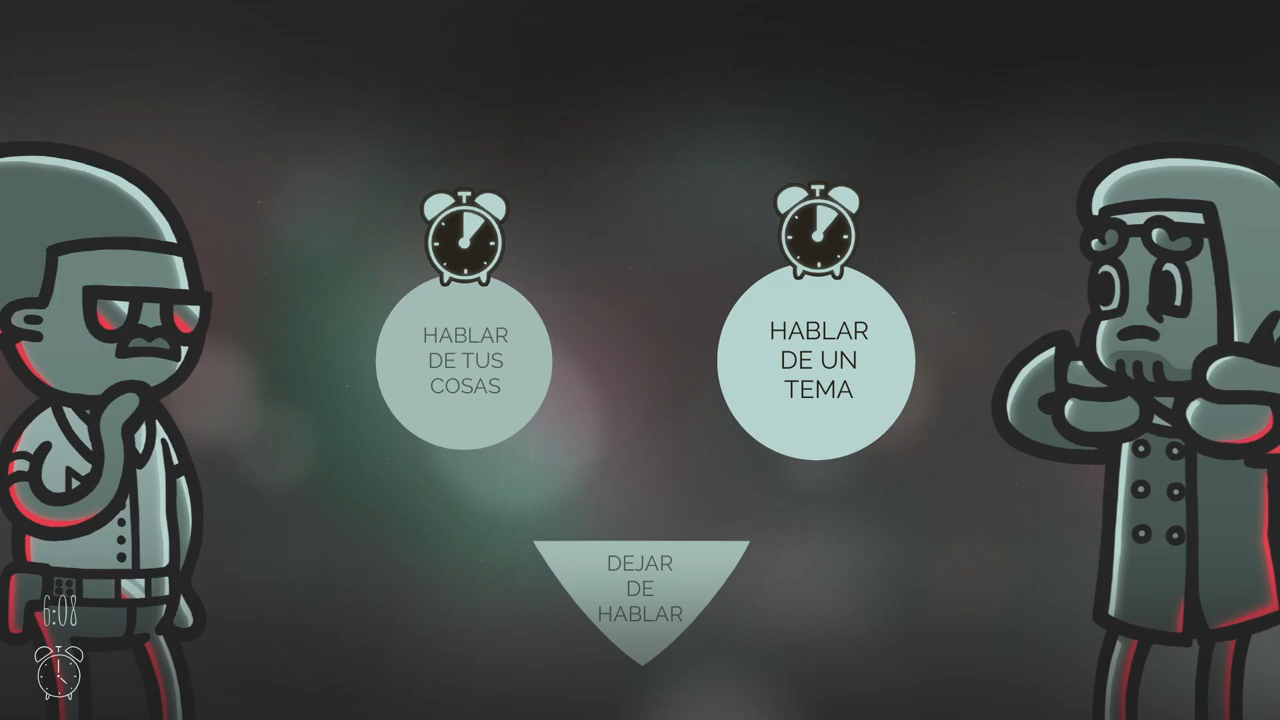 HABLAR
DE TUS
COSAS
HABLAR
DE UN
TEMA
DEJAR
DE
HABLAR
6:08